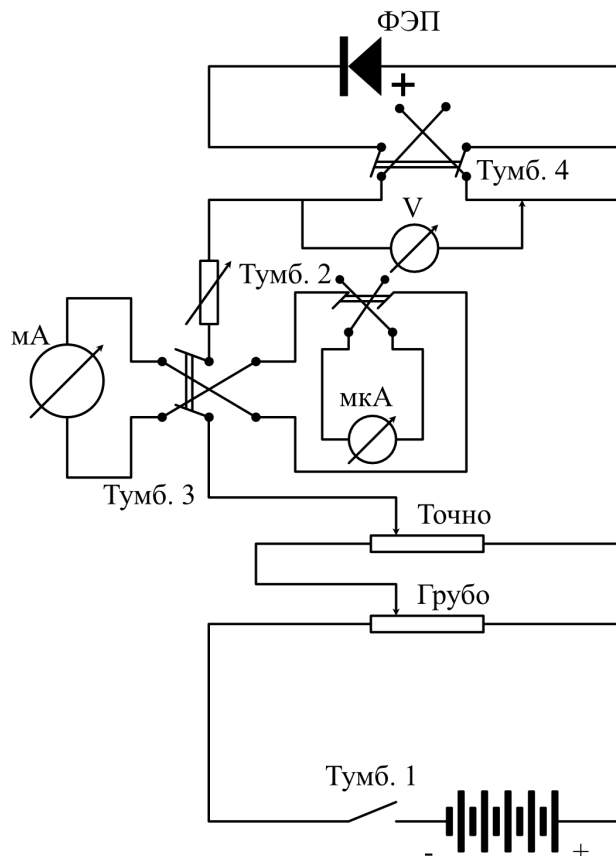 ФЭП
+
Тумб. 4
V
Тумб. 2
мА
мкА
Тумб. 3
Точно
Грубо
Тумб. 1
- +